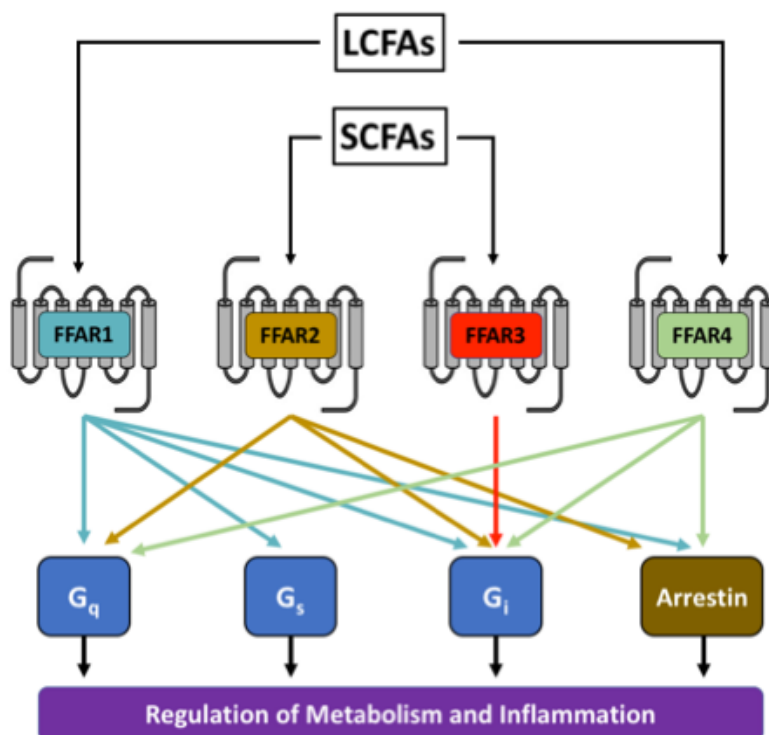 LCFAs
SCFAs
FFAR1
FFAR2
FFAR3
FFAR4
Gq
Gs
Gi
Arrestin
Regulation of Metabolism and Inflammation